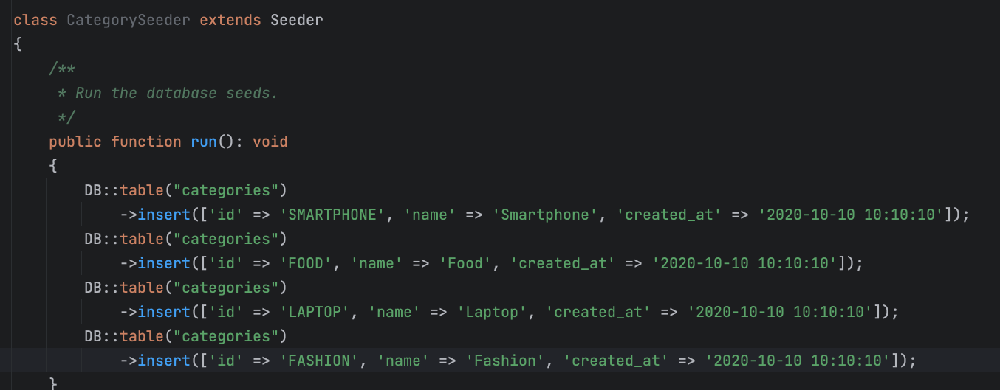 class CategorySeeder extends Seeder
{
    /**
     * Run the database seeds.
     */
    public function run(): void
    {
        DB::table("categories")
            ->insert(['id' => 'SMARTPHONE', 'name' => 'Smartphone', 'created_at' => '2020-10-10 10:10:10']);
        DB::table("categories")
            ->insert(['id' => 'FOOD', 'name' => 'Food', 'created_at' => '2020-10-10 10:10:10']);
        DB::table("categories")
            ->insert(['id' => 'LAPTOP', 'name' => 'Laptop', 'created_at' => '2020-10-10 10:10:10']);
        DB::table("categories")
            ->insert(['id' => 'FASHION', 'name' => 'Fashion', 'created_at' => '2020-10-10 10:10:10']);
    }